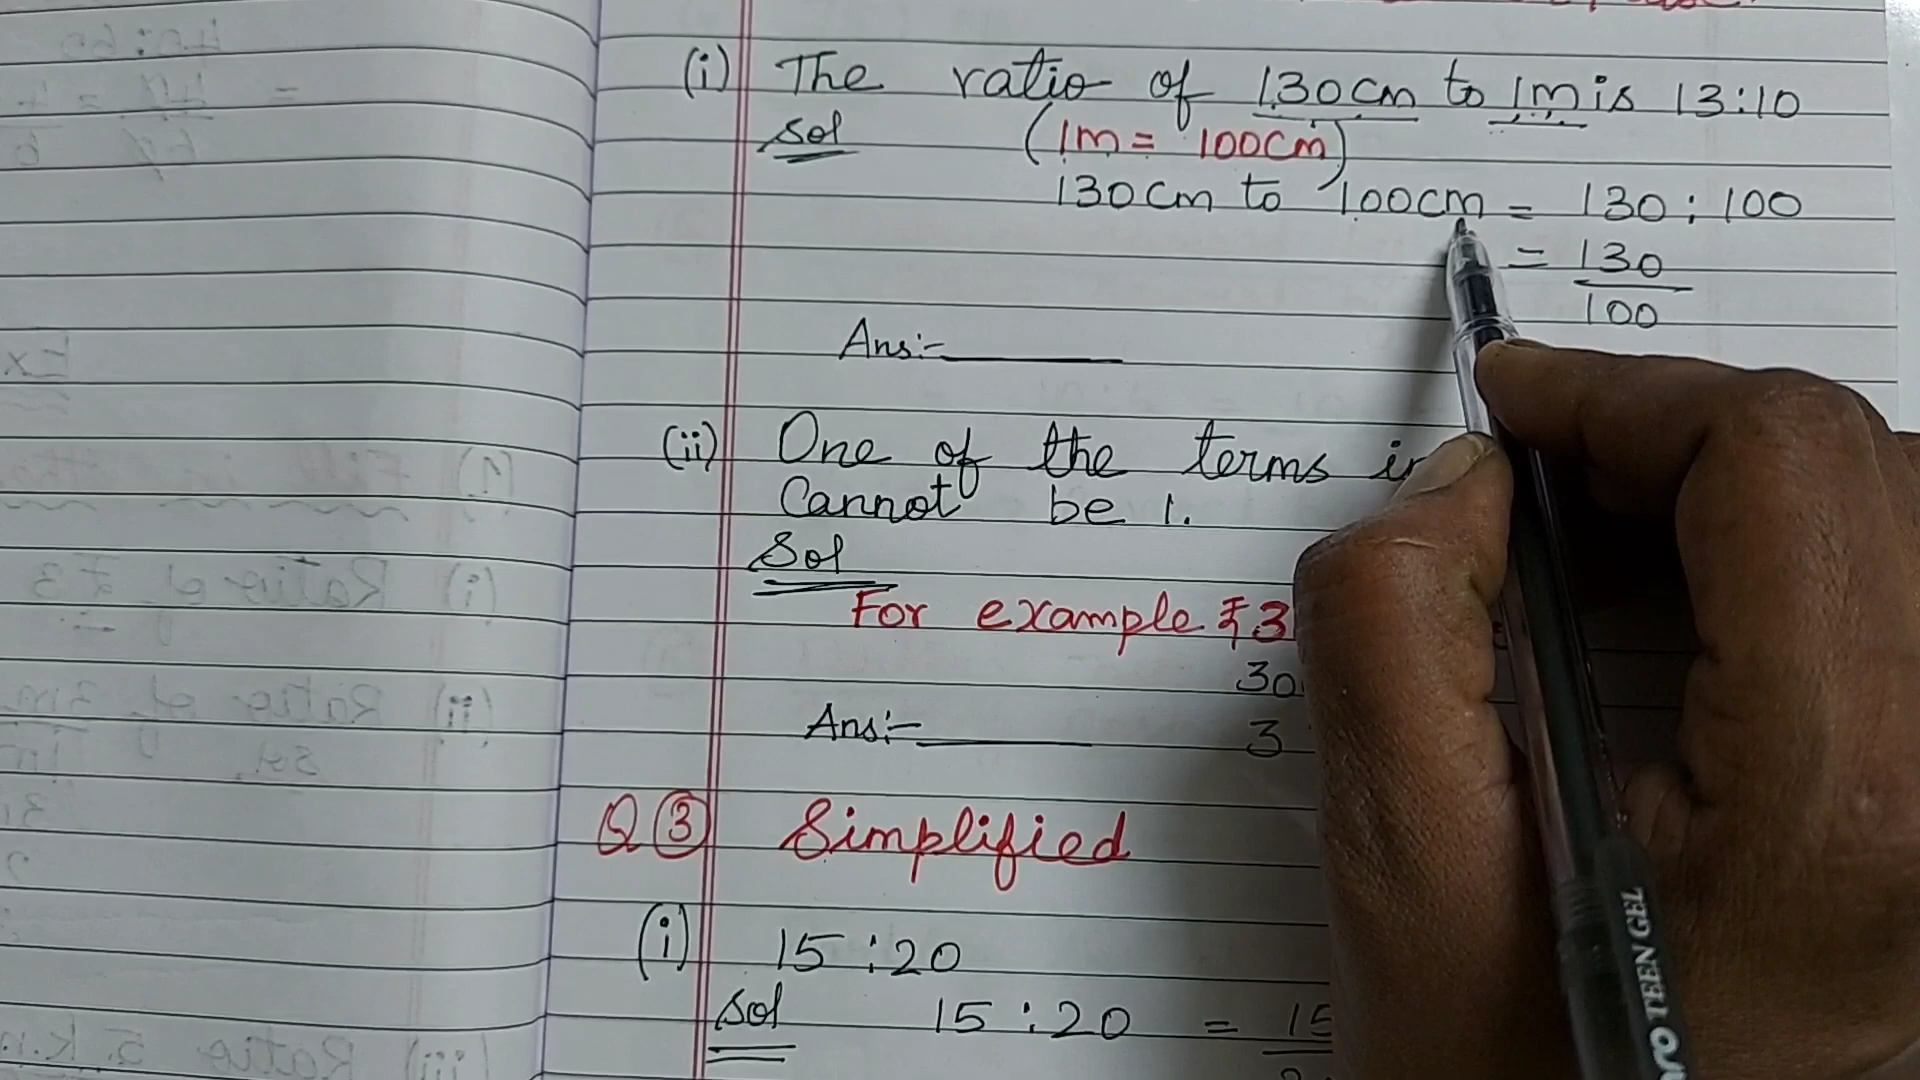 (i) The ratio of 130cm to 1m is 13:10
Sol (1m = 100cm)
130cm to 100cm = 130 : 100
= 130
100
Ans:-
(ii) One of the terms
Cannot be 1.
Sol
For example ₹3
30
Ans:- 3
Q③ Simplified
(i) 15 : 20
Sol 15 : 20 = 15
TEEN GEL